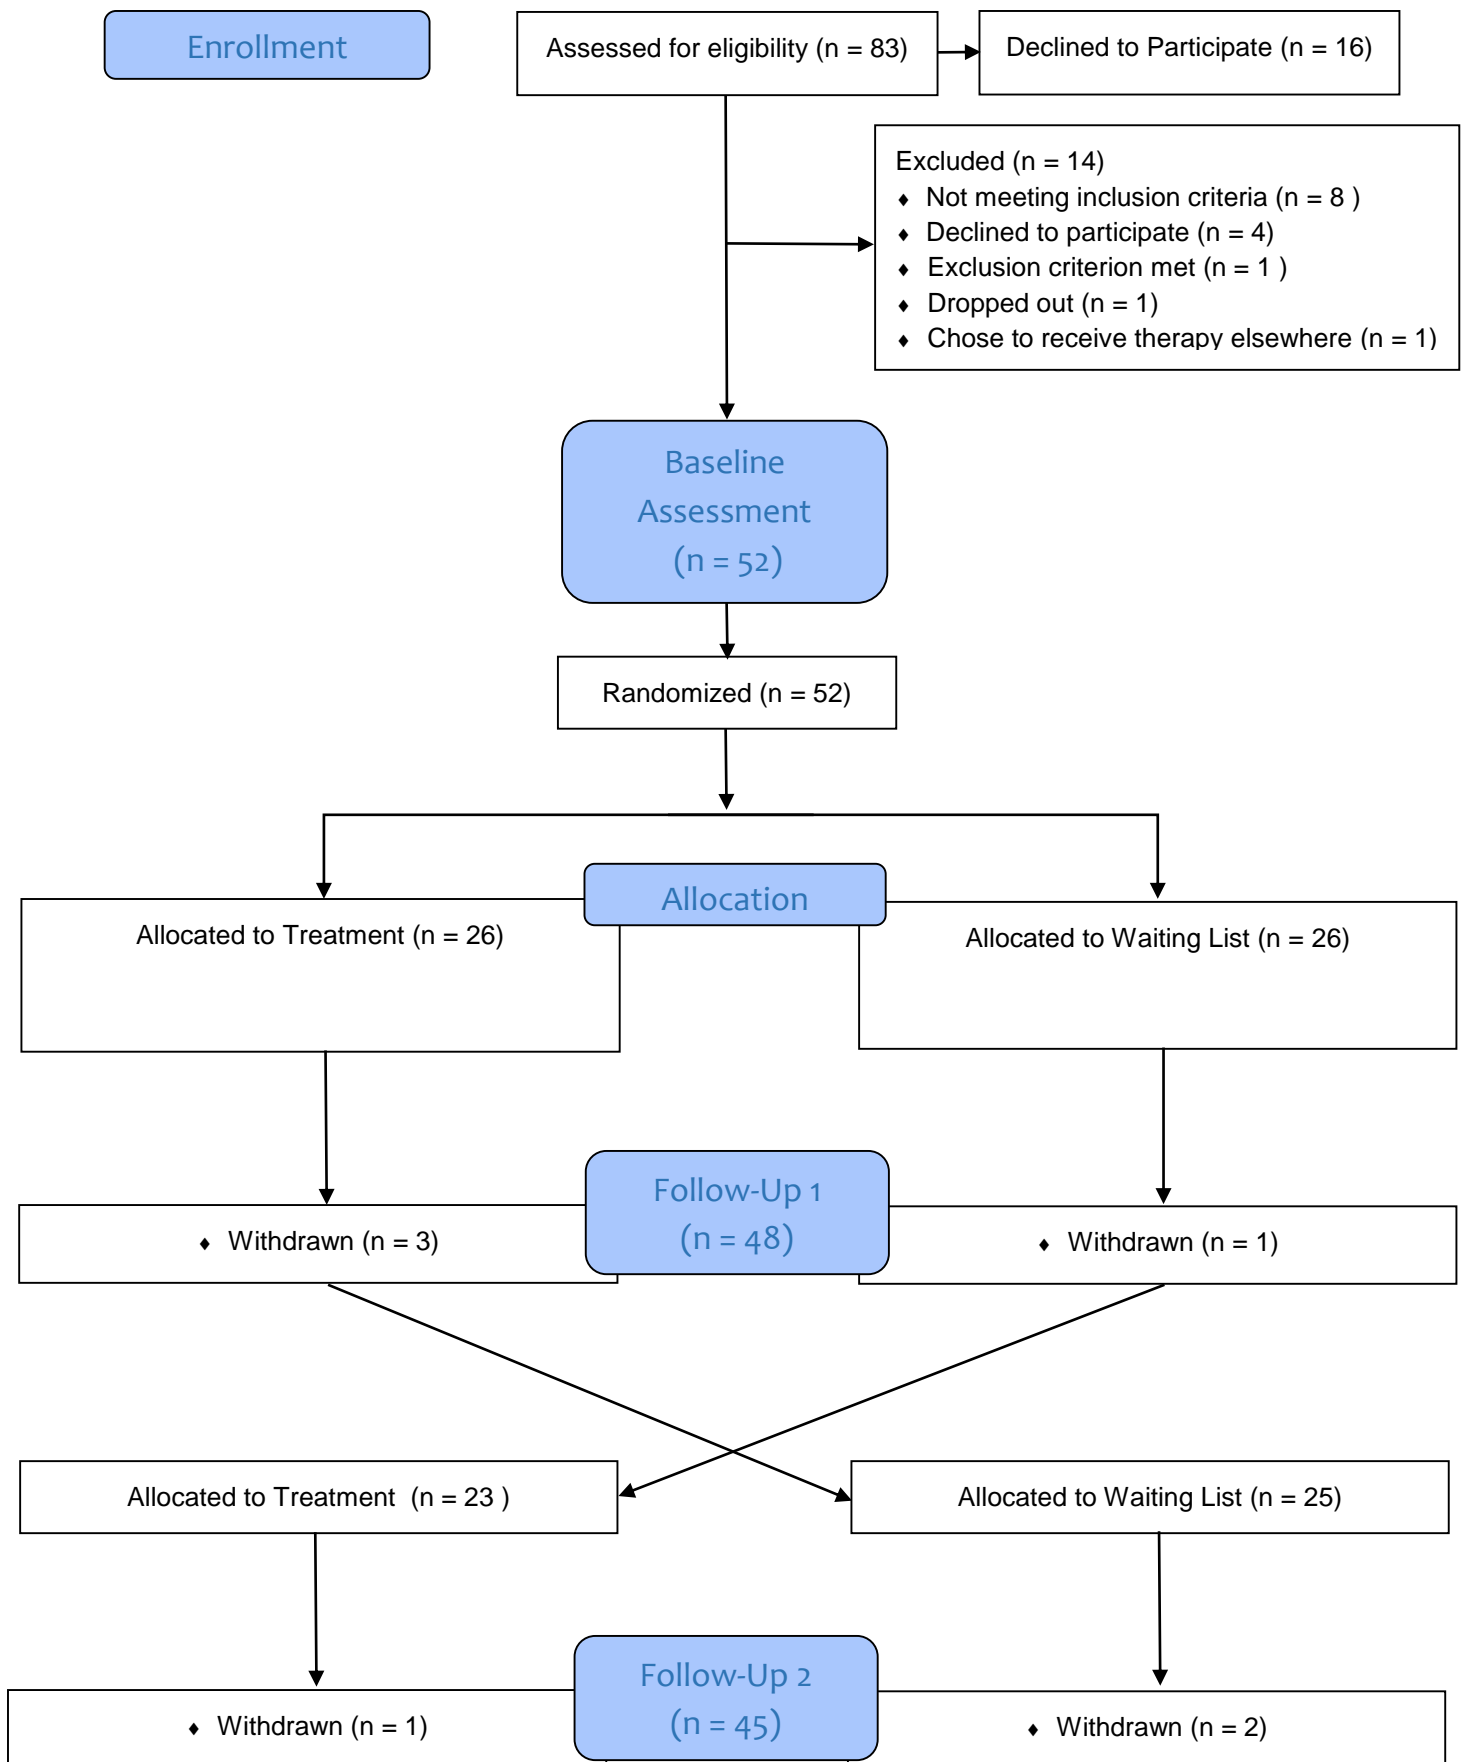 Enrollment
Assessed for eligibility (n = 83)
Declined to Participate (n = 16)
Excluded (n = 14)
⬧ Not meeting inclusion criteria (n = 8 )
⬧ Declined to participate (n = 4)
⬧ Exclusion criterion met (n = 1 )
⬧ Dropped out (n = 1)
⬧ Chose to receive therapy elsewhere (n = 1)
Baseline
Assessment
(n = 52)
Randomized (n = 52)
Allocation
Allocated to Treatment (n = 26)
Allocated to Waiting List (n = 26)
Follow-Up 1
(n = 48)
⬧ Withdrawn (n = 3)
⬧ Withdrawn (n = 1)
Allocated to Treatment  (n = 23 )
Allocated to Waiting List (n = 25)
Follow-Up 2
(n = 45)
⬧ Withdrawn (n = 1)
⬧ Withdrawn (n = 2)